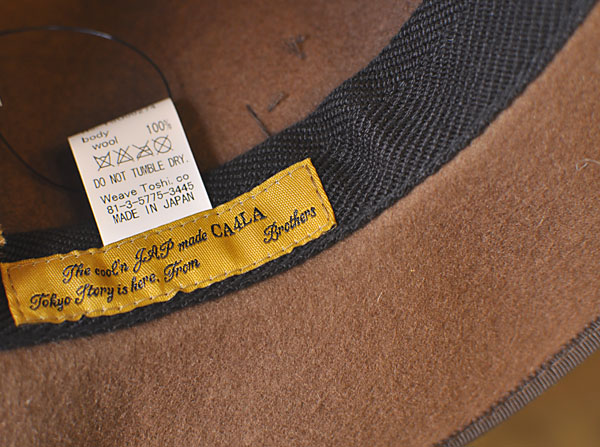 body
wool 100%
DO NOT TUMBLE DRY.
Weave Toshi. co
81-3-5775-3445
MADE IN JAPAN
The cool'n JAP made CA4LA
Tokyo Story is here. From Brothers